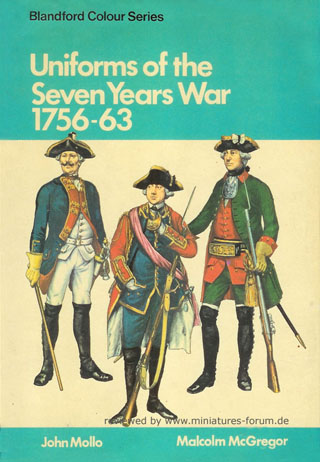 Blandford Colour Series
Uniforms of the
Seven Years War
1756-63
reviewed by www.miniatures-forum.de
John Mollo
Malcolm McGregor